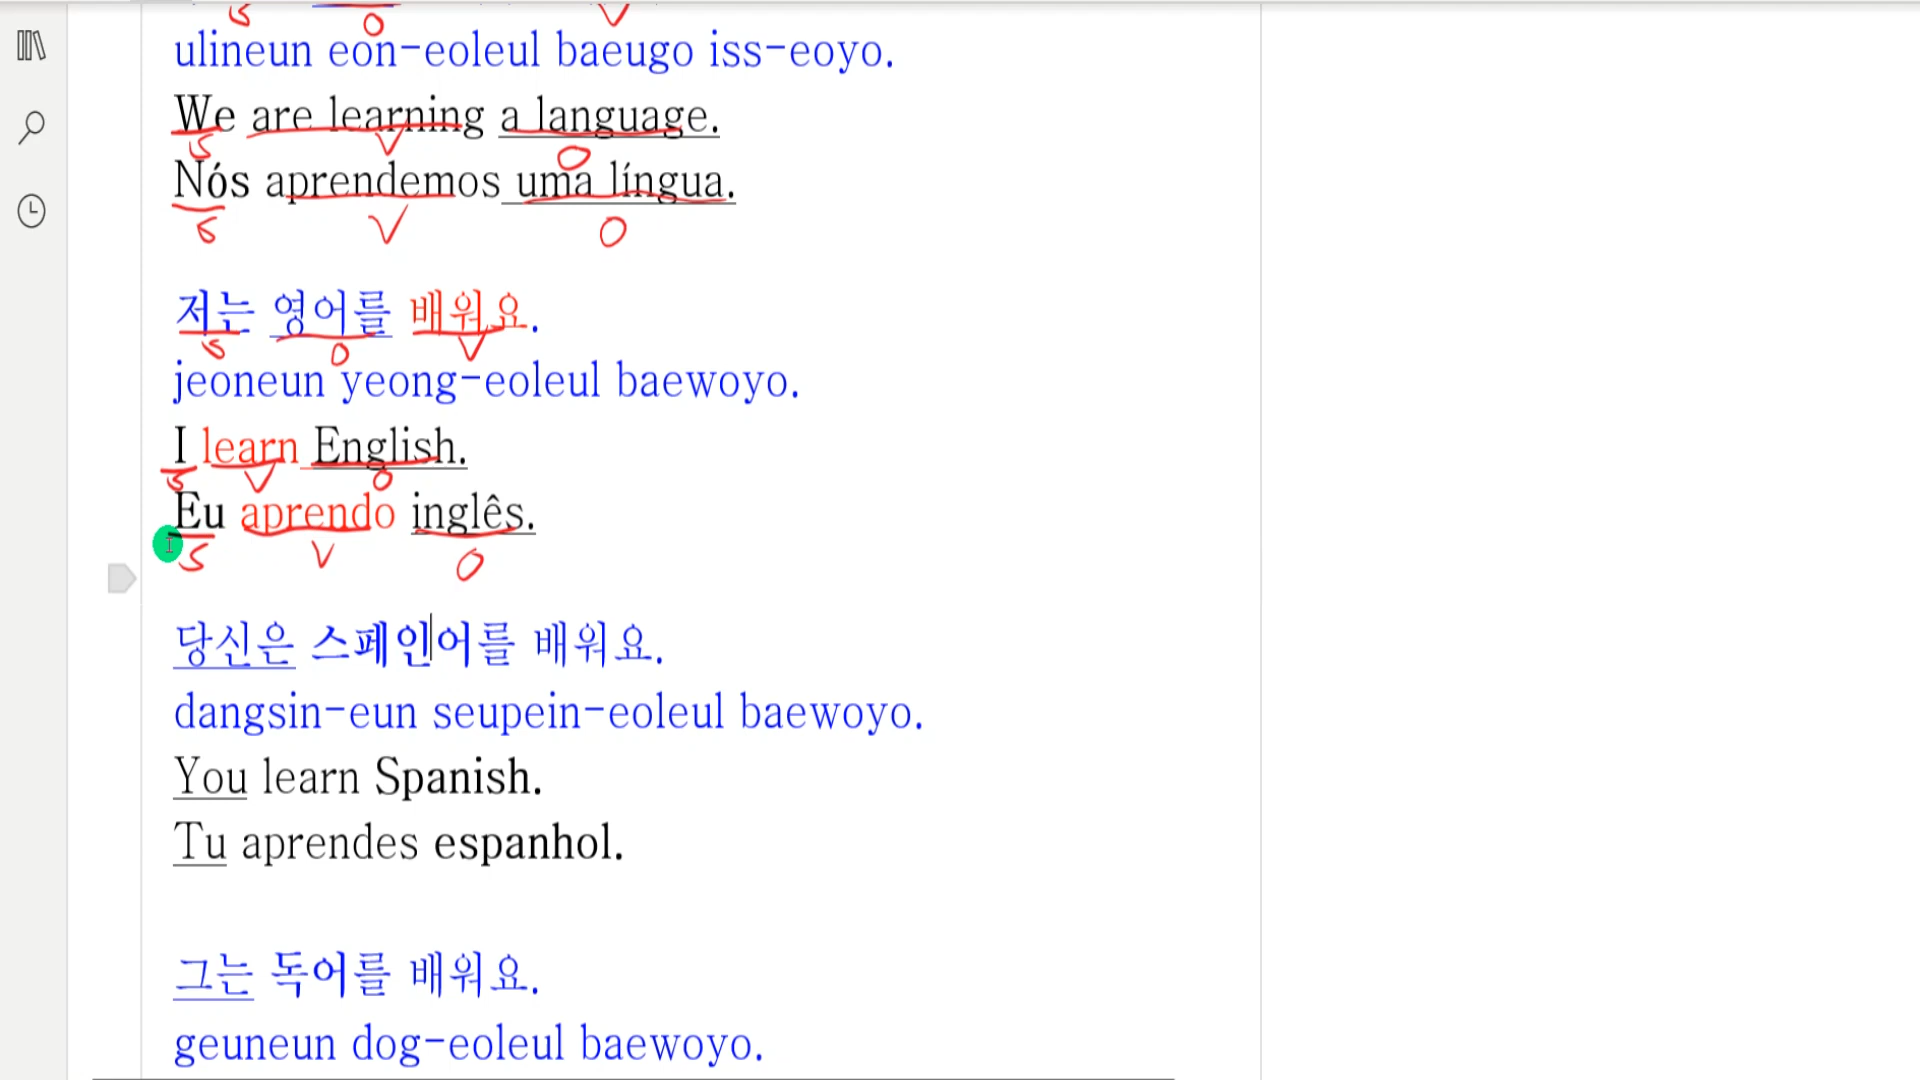 S O V
ulineun eon-eoleul baeugo iss-eoyo.
We are learning a language.
S V O
Nós aprendemos uma língua.
S V O
저는 영어를 배워요.
S O V
jeoneun yeong-eoleul baewoyo.
I learn English.
S V O
Eu aprendo inglês.
S V O
당신은 스페인어를 배워요.
dangsin-eun seupein-eoleul baewoyo.
You learn Spanish.
Tu aprendes espanhol.
그는 독어를 배워요.
geuneun dog-eoleul baewoyo.